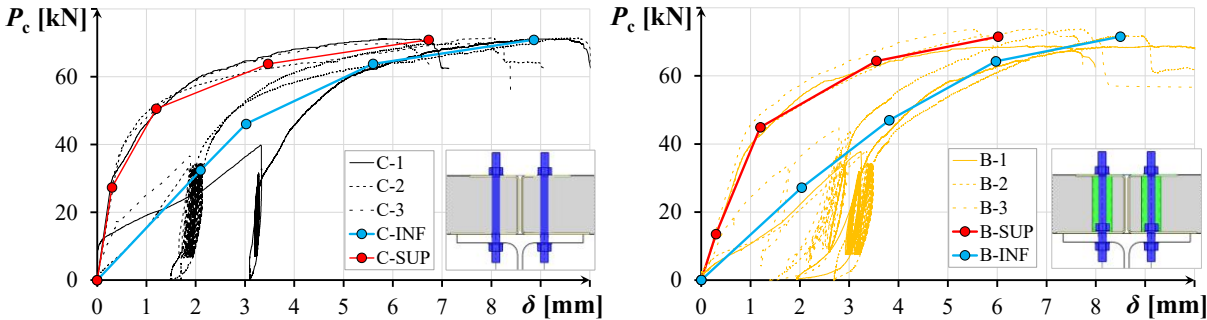 P_c [kN]
60
40
20
0
C-1
C-2
C-3
C-INF
C-SUP
0 1 2 3 4 5 6 7 8 δ [mm]
P_c [kN]
60
40
20
0
B-1
B-2
B-3
B-SUP
B-INF
0 1 2 3 4 5 6 7 8 δ [mm]